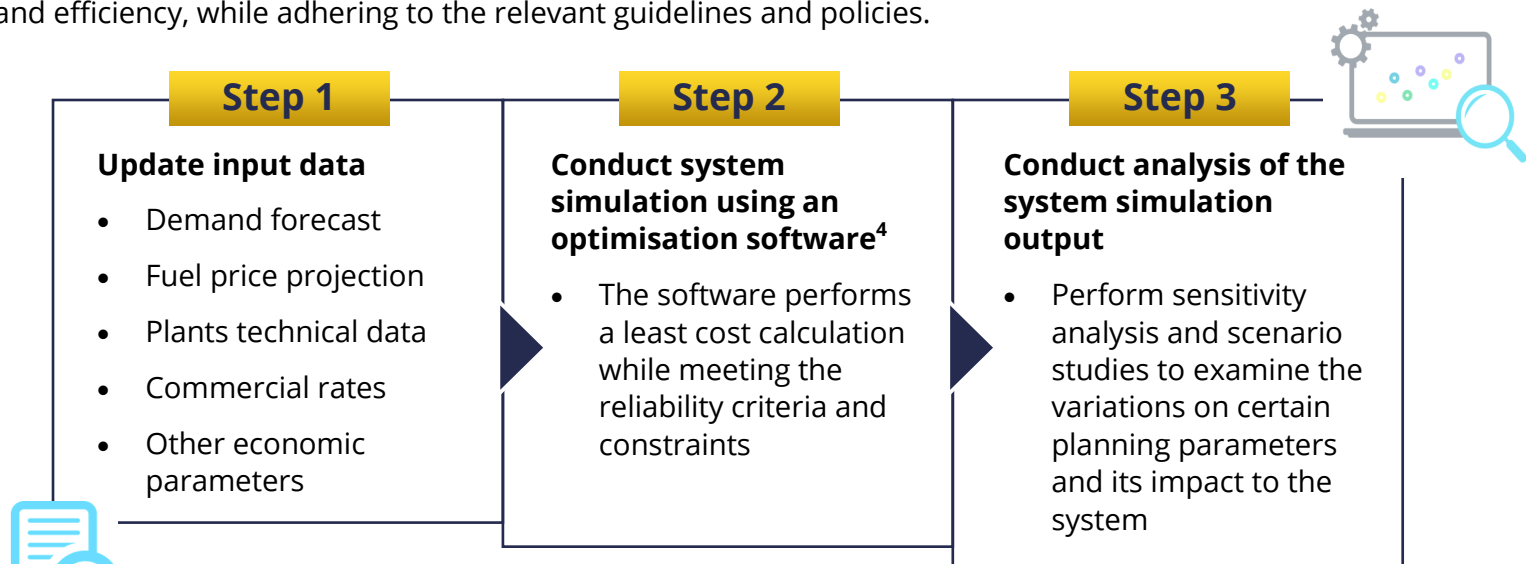 and efficiency, while adhering to the relevant guidelines and policies.
Step 1
Update input data
• Demand forecast
• Fuel price projection
• Plants technical data
• Commercial rates
• Other economic
parameters
Step 2
Conduct system
simulation using an
optimisation software⁴
• The software performs
a least cost calculation
while meeting the
reliability criteria and
constraints
Step 3
Conduct analysis of the
system simulation
output
• Perform sensitivity
analysis and scenario
studies to examine the
variations on certain
planning parameters
and its impact to the
system